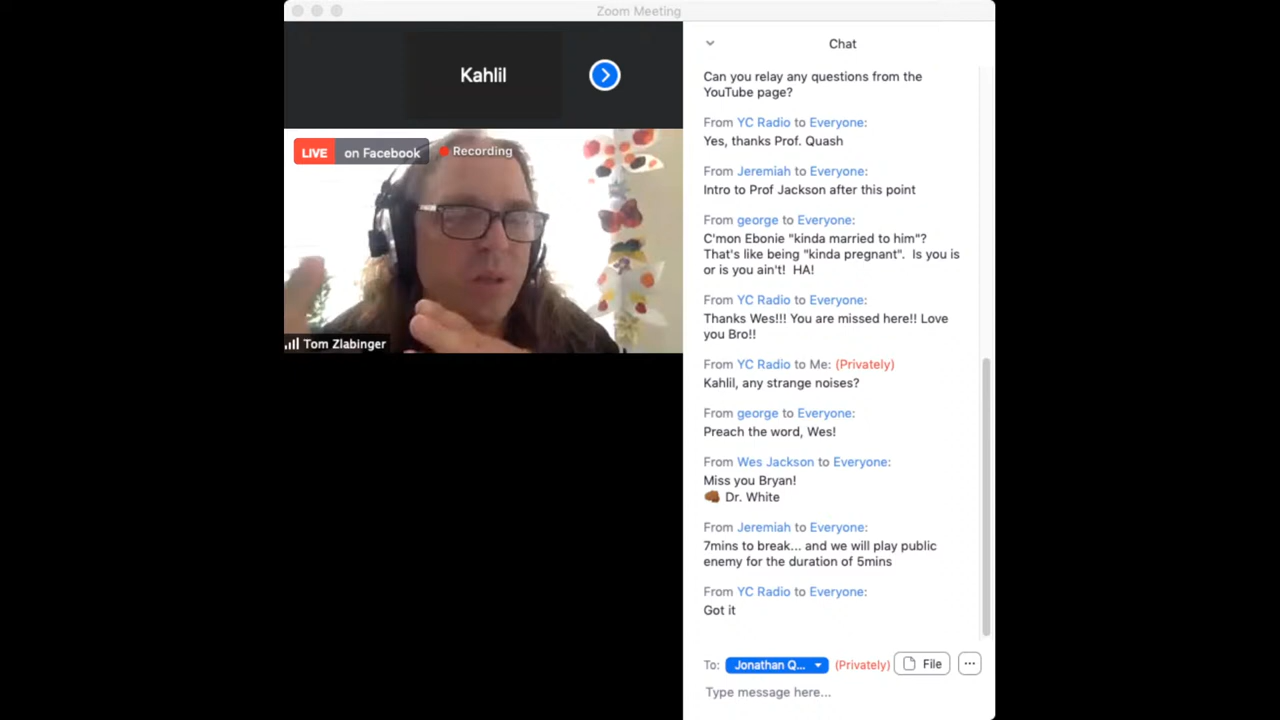 Zoom Meeting
Kahlil
LIVE on Facebook
Recording
Tom Zlabinger
Chat
Can you relay any questions from the
YouTube page?
From YC Radio to Everyone:
Yes, thanks Prof. Quash
From Jeremiah to Everyone:
Intro to Prof Jackson after this point
From george to Everyone:
C'mon Ebonie "kinda married to him"?
That's like being "kinda pregnant".  Is you is
or is you ain't!  HA!
From YC Radio to Everyone:
Thanks Wes!!! You are missed here!! Love
you Bro!!
From YC Radio to Me: (Privately)
Kahlil, any strange noises?
From george to Everyone:
Preach the word, Wes!
From Wes Jackson to Everyone:
Miss you Bryan!
👊🏾 Dr. White
From Jeremiah to Everyone:
7mins to break... and we will play public
enemy for the duration of 5mins
From YC Radio to Everyone:
Got it
To: Jonathan Q... (Privately) File ...
Type message here...